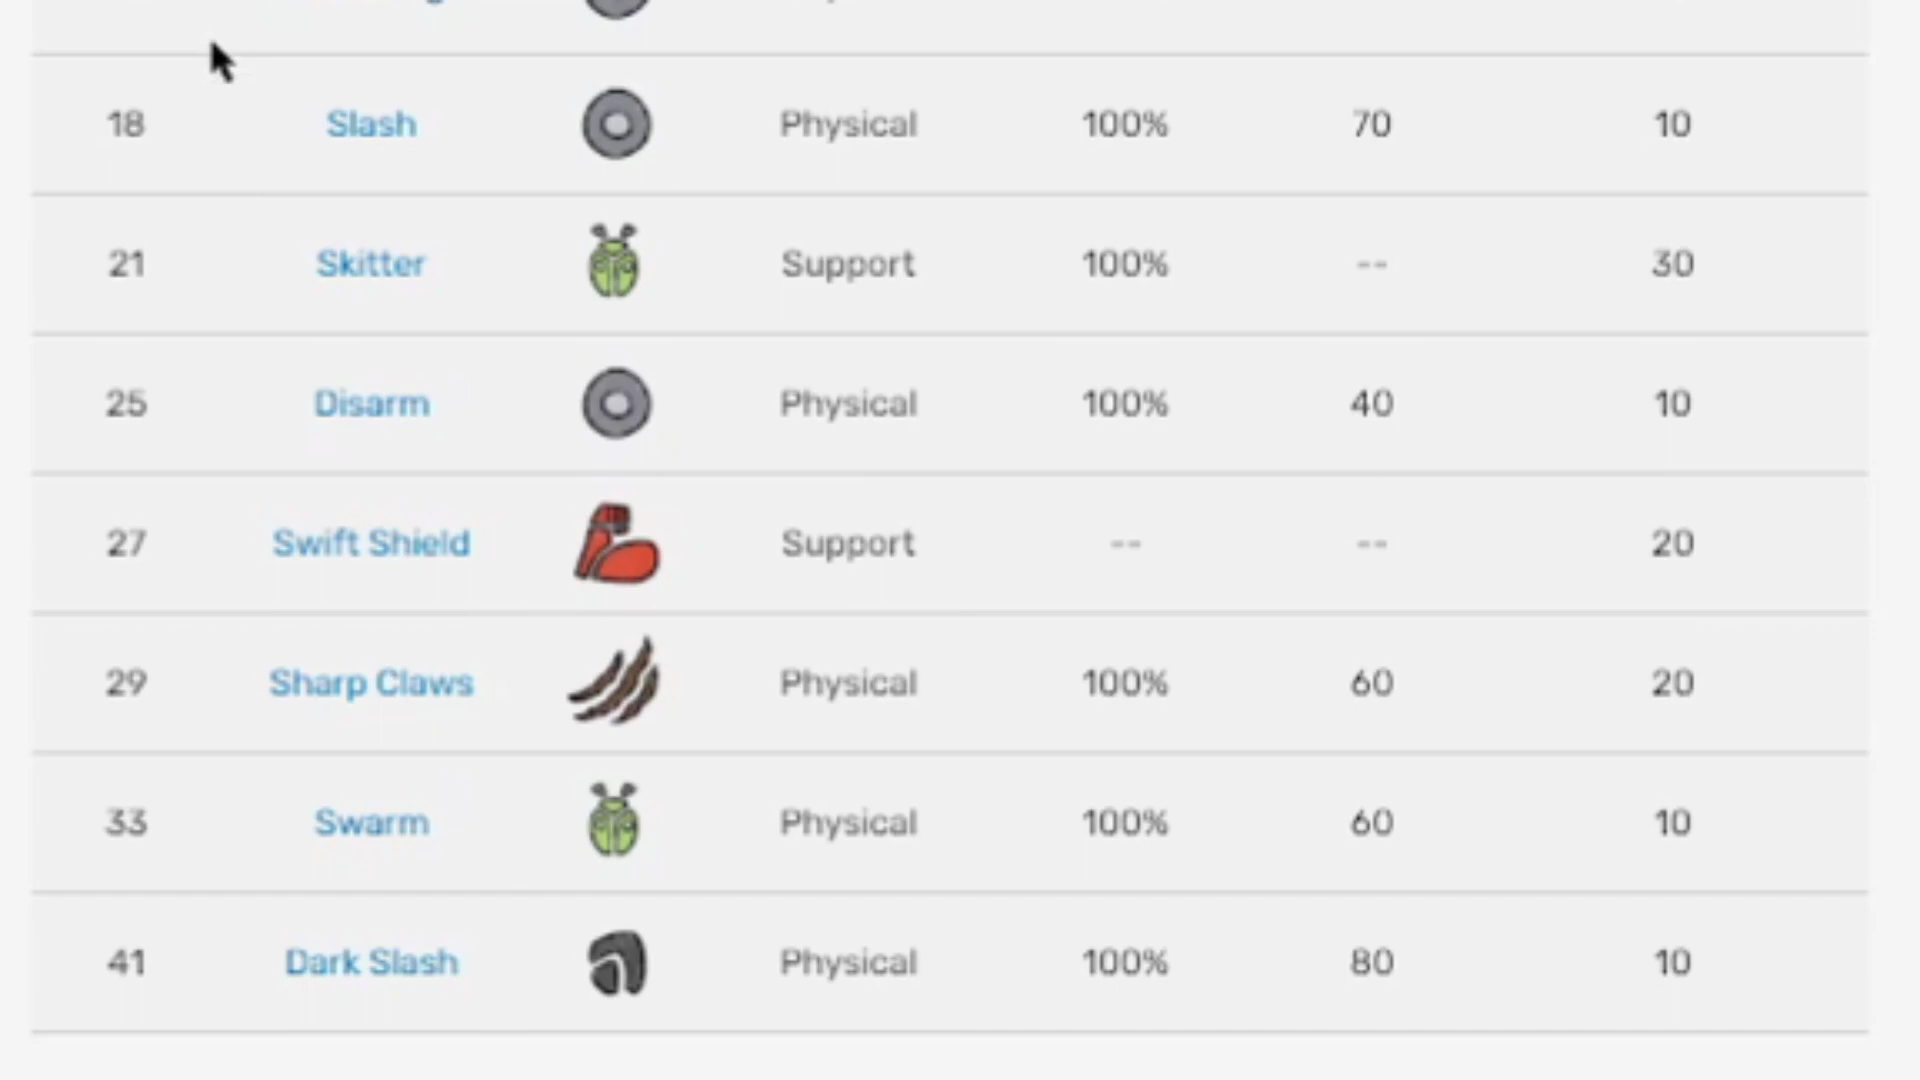 18 Slash Physical 100% 70 10
21 Skitter Support 100% -- 30
25 Disarm Physical 100% 40 10
27 Swift Shield Support -- -- 20
29 Sharp Claws Physical 100% 60 20
33 Swarm Physical 100% 60 10
41 Dark Slash Physical 100% 80 10